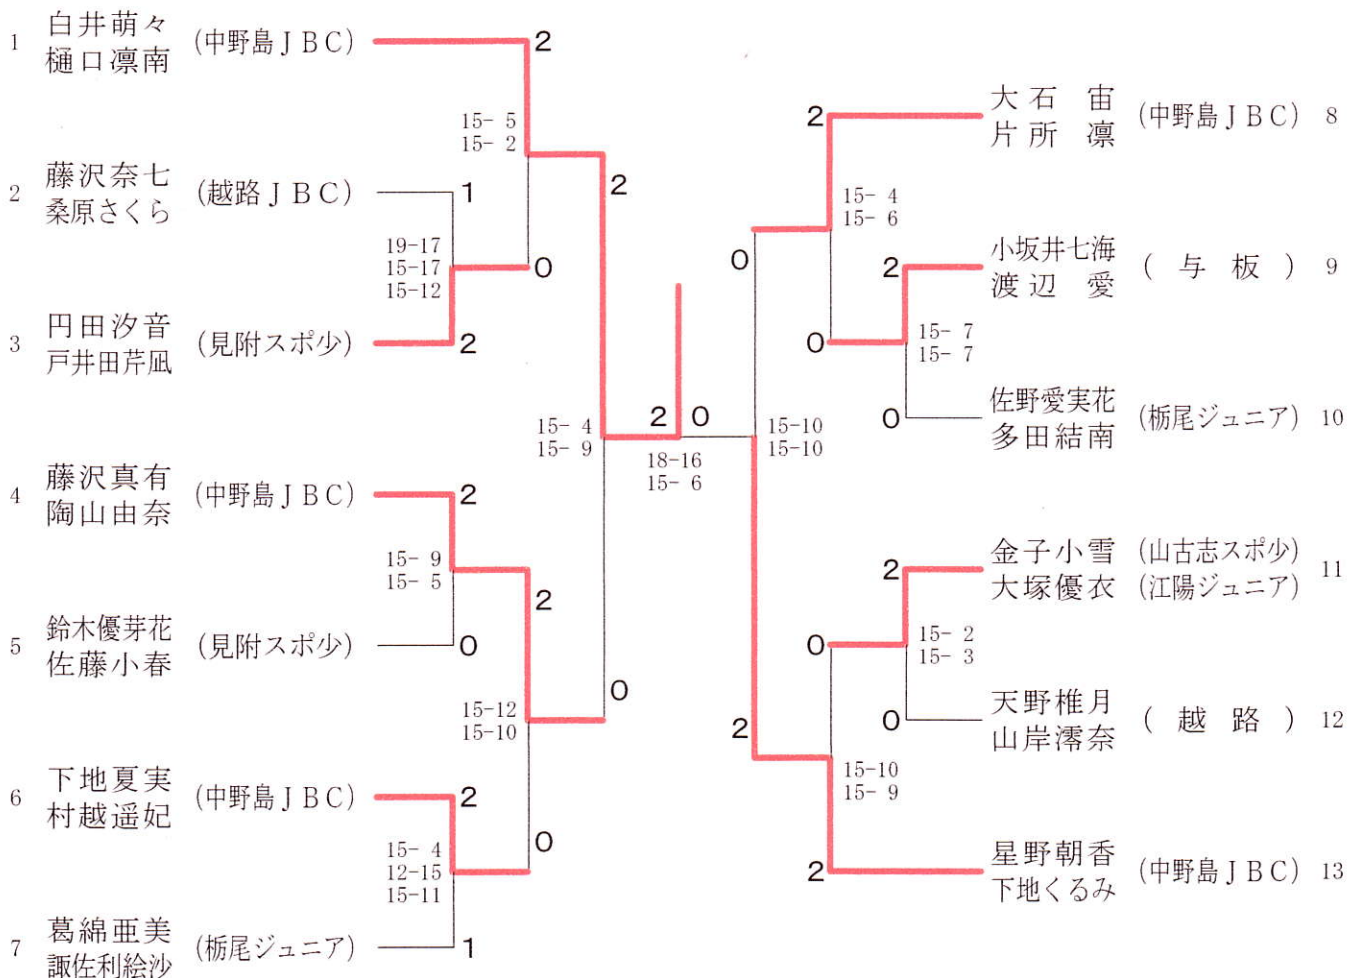 1 白井萌々 (中野島ＪＢＣ)
樋口凛南
2
15- 5
15- 2
2 藤沢奈七 (越路ＪＢＣ)
桑原さくら
1
19-17
15-17
15-12
0
3 円田汐音 (見附スポ少)
戸井田芹凪
2
2
15- 4
15- 9
4 藤沢真有 (中野島ＪＢＣ)
陶山由奈
2
15- 9
15- 5
2
5 鈴木優芽花 (見附スポ少)
佐藤小春
0
15-12
15-10
0
6 下地夏実 (中野島ＪＢＣ)
村越遥妃
2
15- 4
12-15
15-11
0
7 葛綿亜美 (栃尾ジュニア)
諏佐利絵沙
1
2 0
18-16
15- 6
大石 宙 (中野島ＪＢＣ) 8
片所 凛
2
15- 4
15- 6
0
小坂井七海 (与板) 9
渡辺 愛
2
15- 7
15- 7
0
佐野愛実花 (栃尾ジュニア) 10
多田結南
0
15-10
15-10
金子小雪 (山古志スポ少) 11
大塚優衣 (江陽ジュニア)
2
15- 2
15- 3
0
天野椎月 (越路) 12
山岸澪奈
0
2
15-10
15- 9
星野朝香 (中野島ＪＢＣ) 13
下地くるみ
2